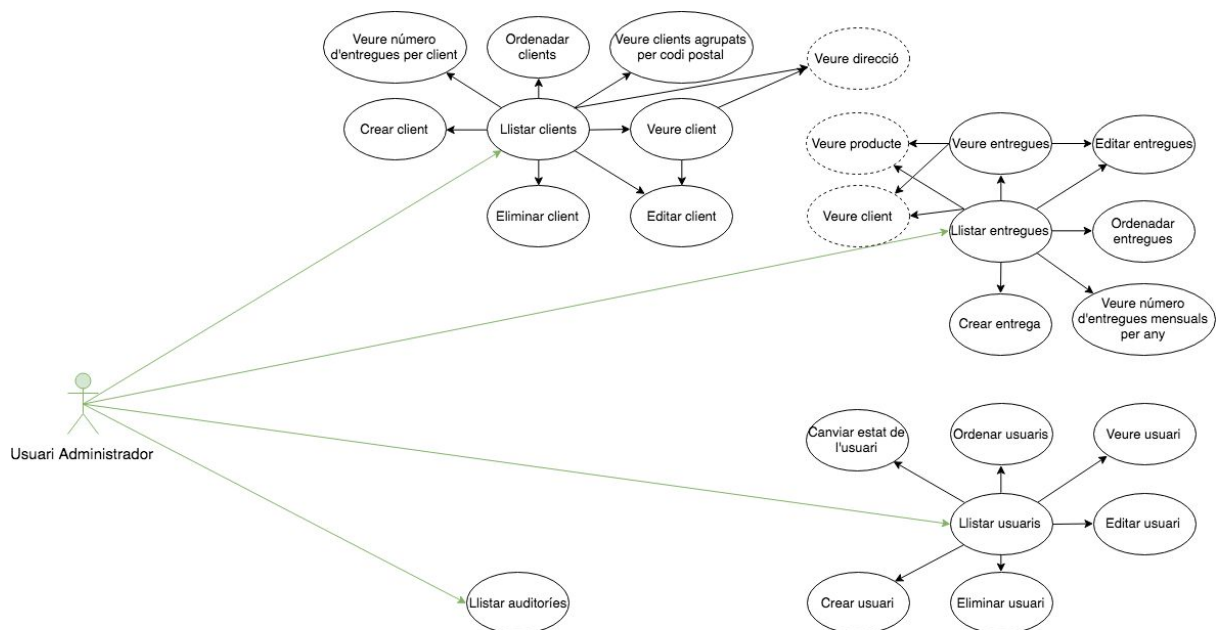 Veure número
d'entregues per client
Ordenadar
clients
Veure clients agrupats
per codi postal
Veure direcció
Crear client
Llistar clients
Veure client
Eliminar client
Editar client
Veure producte
Veure entregues
Editar entregues
Veure client
Llistar entregues
Ordenadar
entregues
Crear entrega
Veure número
d'entregues mensuals
per any
Usuari Administrador
Canviar estat de
l'usuari
Ordenar usuaris
Veure usuari
Llistar usuaris
Editar usuari
Crear usuari
Eliminar usuari
Llistar auditoríes